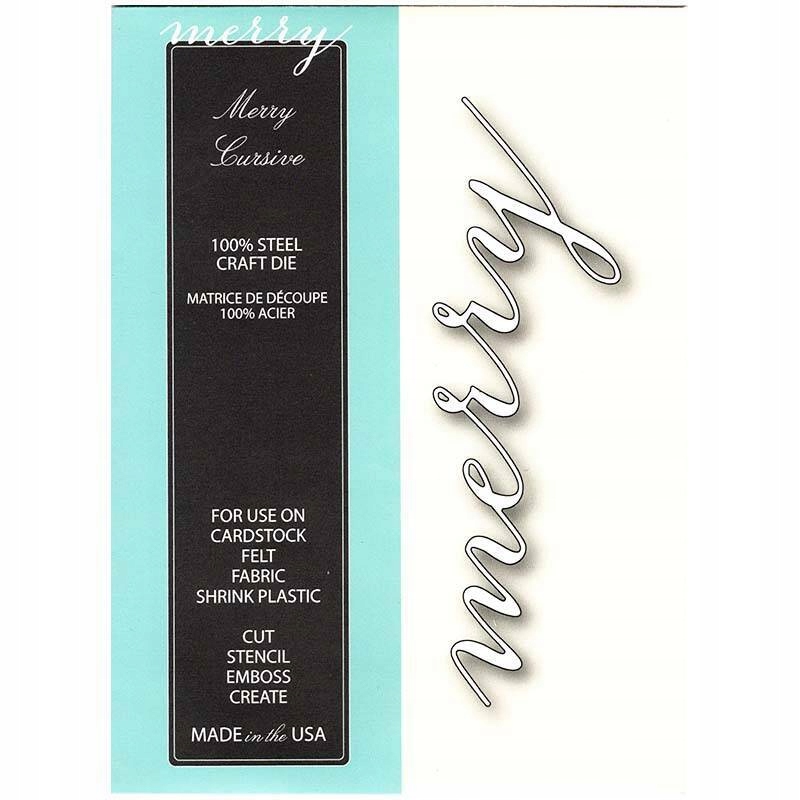 merry
Merry
Cursive
100% STEEL
CRAFT DIE
MATRICE DE DÉCOUPE
100% ACIER
FOR USE ON
CARDSTOCK
FELT
FABRIC
SHRINK PLASTIC
CUT
STENCIL
EMBOSS
CREATE
MADE in the USA
merry